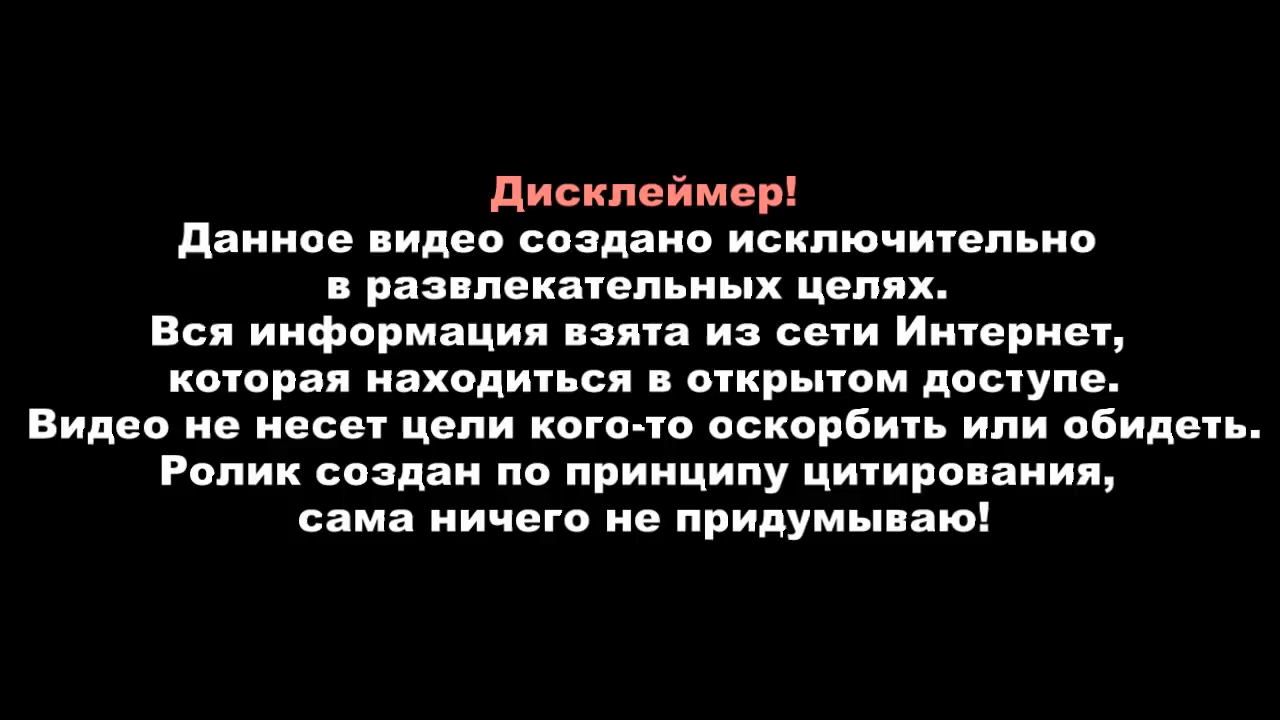 Дисклеймер!
Данное видео создано исключительно
в развлекательных целях.
Вся информация взята из сети Интернет,
которая находиться в открытом доступе.
Видео не несет цели кого-то оскорбить или обидеть.
Ролик создан по принципу цитирования,
сама ничего не придумываю!